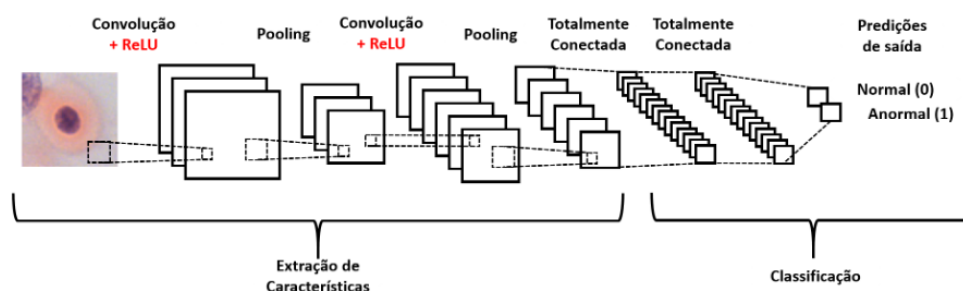 Convolução
+ ReLU
Pooling
Convolução
+ ReLU
Pooling
Totalmente
Conectada
Totalmente
Conectada
Predições
de saída
Normal (0)
Anormal (1)
Extração de
Características
Classificação